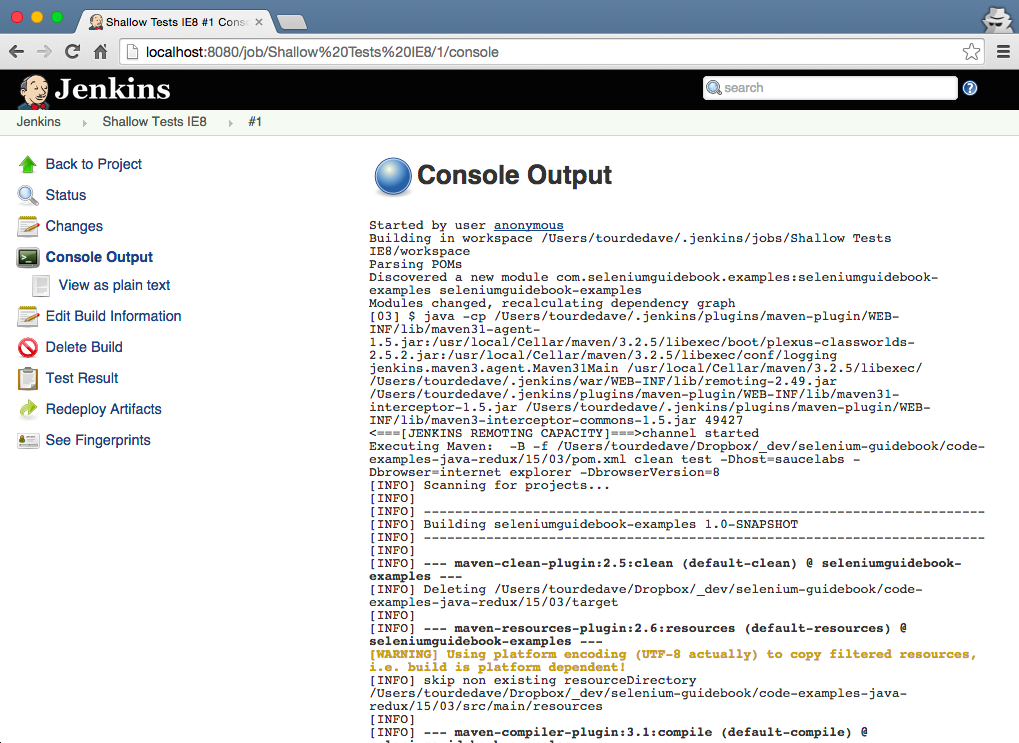 Shallow Tests IE8 #1 Cons
localhost:8080/job/Shallow%20Tests%20IE8/1/console
Jenkins
search
Jenkins
Shallow Tests IE8
#1
Back to Project
Status
Changes
Console Output
View as plain text
Edit Build Information
Delete Build
Test Result
Redeploy Artifacts
See Fingerprints
Console Output
Started by user anonymous
Building in workspace /Users/tourdedave/.jenkins/jobs/Shallow Tests
IE8/workspace
Parsing POMs
Discovered a new module com.seleniumguidebook.examples:seleniumguidebook-
examples seleniumguidebook-examples
Modules changed, recalculating dependency graph
[03] $ java -cp /Users/tourdedave/.jenkins/plugins/maven-plugin/WEB-
INF/lib/maven31-agent-
1.5.jar:/usr/local/Cellar/maven/3.2.5/libexec/boot/plexus-classworlds-
2.5.2.jar:/usr/local/Cellar/maven/3.2.5/libexec/conf/logging
jenkins.maven3.agent.Maven31Main /usr/local/Cellar/maven/3.2.5/libexec/
/Users/tourdedave/.jenkins/war/WEB-INF/lib/remoting-2.49.jar
/Users/tourdedave/.jenkins/plugins/maven-plugin/WEB-INF/lib/maven31-
interceptor-1.5.jar /Users/tourdedave/.jenkins/plugins/maven-plugin/WEB-
INF/lib/maven3-interceptor-commons-1.5.jar 49427
<===[JENKINS REMOTING CAPACITY]===>channel started
Executing Maven:  -B -f /Users/tourdedave/Dropbox/_dev/selenium-guidebook/code-
examples-java-redux/15/03/pom.xml clean test -Dhost=saucelabs -
Dbrowser=internet explorer -DbrowserVersion=8
[INFO] Scanning for projects...
[INFO]
[INFO] ------------------------------------------------------------------------
[INFO] Building seleniumguidebook-examples 1.0-SNAPSHOT
[INFO] ------------------------------------------------------------------------
[INFO]
[INFO] --- maven-clean-plugin:2.5:clean (default-clean) @ seleniumguidebook-
examples ---
[INFO] Deleting /Users/tourdedave/Dropbox/_dev/selenium-guidebook/code-
examples-java-redux/15/03/target
[INFO]
[INFO] --- maven-resources-plugin:2.6:resources (default-resources) @
seleniumguidebook-examples ---
[WARNING] Using platform encoding (UTF-8 actually) to copy filtered resources,
i.e. build is platform dependent!
[INFO] skip non existing resourceDirectory
/Users/tourdedave/Dropbox/_dev/selenium-guidebook/code-examples-java-
redux/15/03/src/main/resources
[INFO]
[INFO] --- maven-compiler-plugin:3.1:compile (default-compile) @